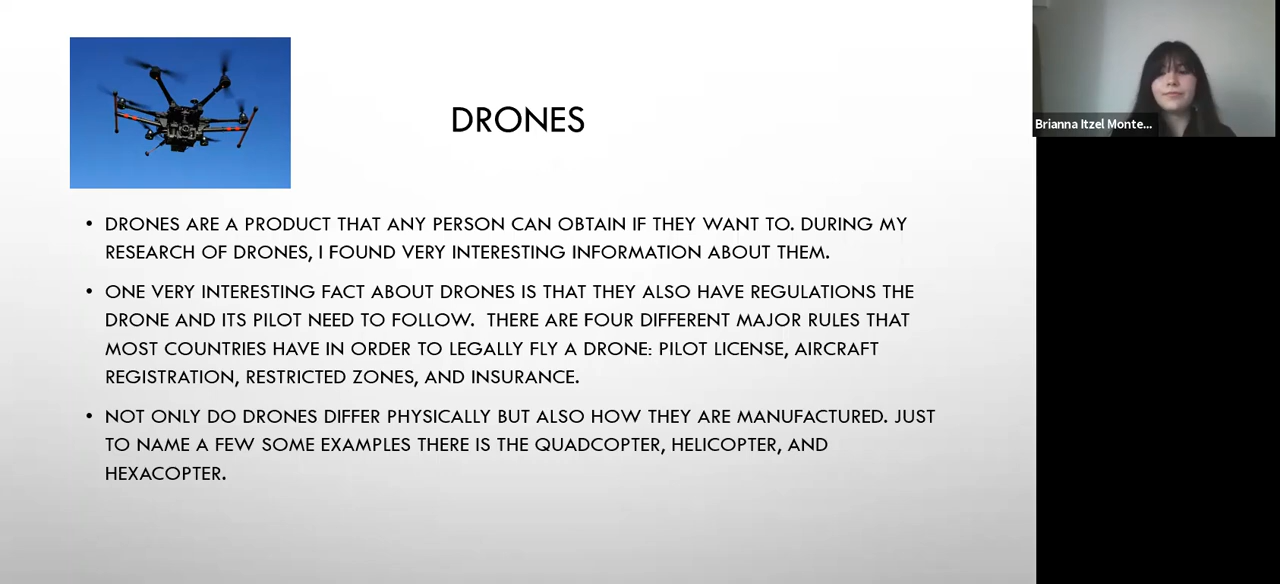 DRONES
• DRONES ARE A PRODUCT THAT ANY PERSON CAN OBTAIN IF THEY WANT TO. DURING MY
RESEARCH OF DRONES, I FOUND VERY INTERESTING INFORMATION ABOUT THEM.
• ONE VERY INTERESTING FACT ABOUT DRONES IS THAT THEY ALSO HAVE REGULATIONS THE
DRONE AND ITS PILOT NEED TO FOLLOW. THERE ARE FOUR DIFFERENT MAJOR RULES THAT
MOST COUNTRIES HAVE IN ORDER TO LEGALLY FLY A DRONE: PILOT LICENSE, AIRCRAFT
REGISTRATION, RESTRICTED ZONES, AND INSURANCE.
• NOT ONLY DO DRONES DIFFER PHYSICALLY BUT ALSO HOW THEY ARE MANUFACTURED. JUST
TO NAME A FEW SOME EXAMPLES THERE IS THE QUADCOPTER, HELICOPTER, AND
HEXACOPTER.
Brianna Itzel Monte...